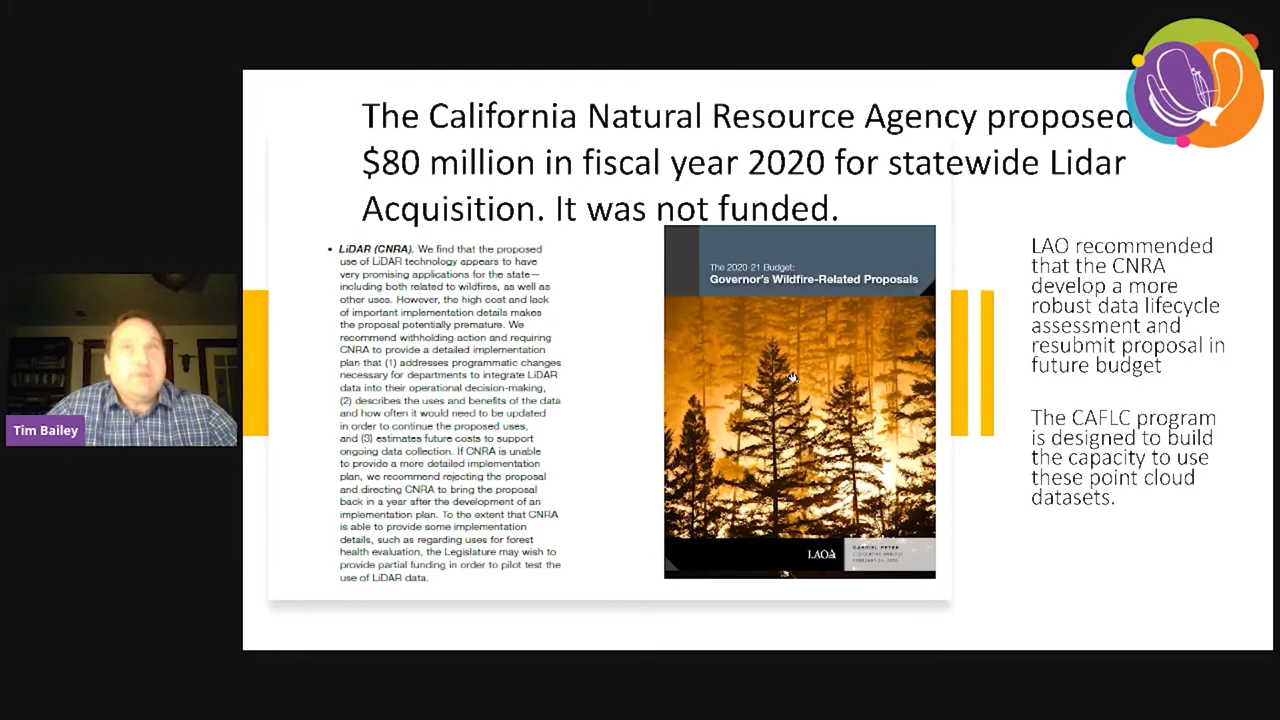 The California Natural Resource Agency proposed
$80 million in fiscal year 2020 for statewide Lidar
Acquisition. It was not funded.
• LiDAR (CNRA). We find that the proposed
use of LiDAR technology appears to have
very promising applications for the state—
including both related to wildfires, as well as
other uses. However, the high cost and lack
of important implementation details makes
the proposal potentially premature. We
recommend withholding action and requiring
CNRA to provide a detailed implementation
plan that (1) addresses programmatic changes
necessary for departments to integrate LiDAR
data into their operational decision-making,
(2) describes the uses and benefits of the data
and how often it would need to be updated
in order to continue the proposed uses,
and (3) estimates future costs to support
ongoing data collection. If CNRA is unable
to provide a more detailed implementation
plan, we recommend rejecting the proposal
and directing CNRA to bring the proposal
back in a year after the development of an
implementation plan. To the extent that CNRA
is able to provide some implementation
details, such as regarding uses for forest
health evaluation, the Legislature may wish to
provide partial funding in order to pilot test the
use of LiDAR data.
The 2020-21 Budget:
Governor's Wildfire-Related Proposals
LAO
GABRIEL PETEK
LEGISLATIVE ANALYST
LAO recommended
that the CNRA
develop a more
robust data lifecycle
assessment and
resubmit proposal in
future budget
The CAFLC program
is designed to build
the capacity to use
these point cloud
datasets.
Tim Bailey